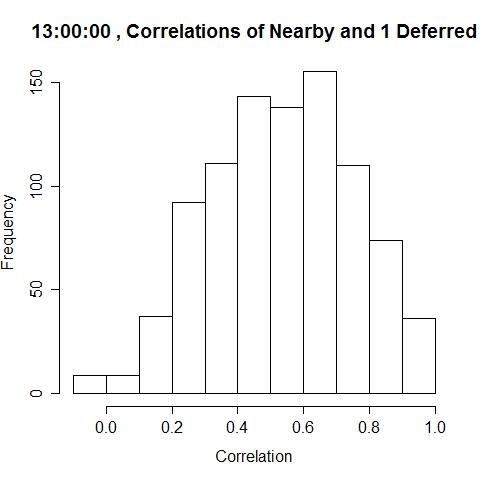 13:00:00 , Correlations of Nearby and 1 Deferred
150
100
50
0
Frequency
0.0 0.2 0.4 0.6 0.8 1.0
Correlation